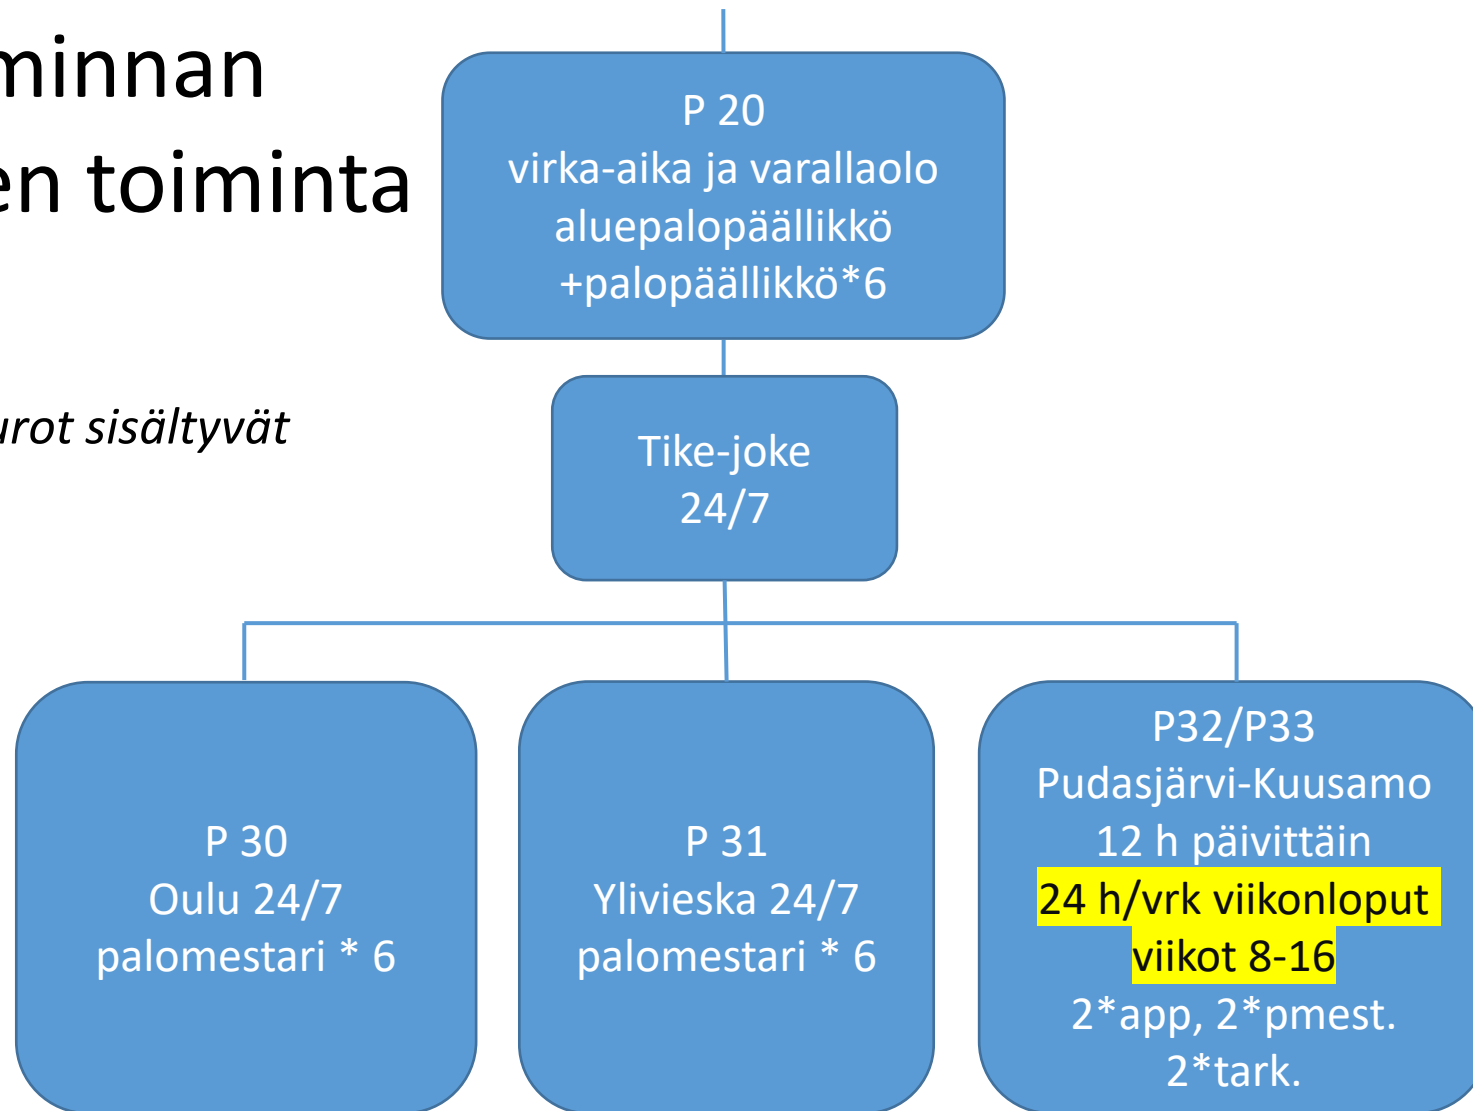 minnan
en toiminta
urot sisältyvät
P 20
virka-aika ja varallaolo
aluepalopäällikkö
+palopäällikkö*6
Tike-joke
24/7
P 30
Oulu 24/7
palomestari * 6
P 31
Ylivieska 24/7
palomestari * 6
P32/P33
Pudasjärvi-Kuusamo
12 h päivittäin
24 h/vrk viikonloput
viikot 8-16
2*app, 2*pmest.
2*tark.